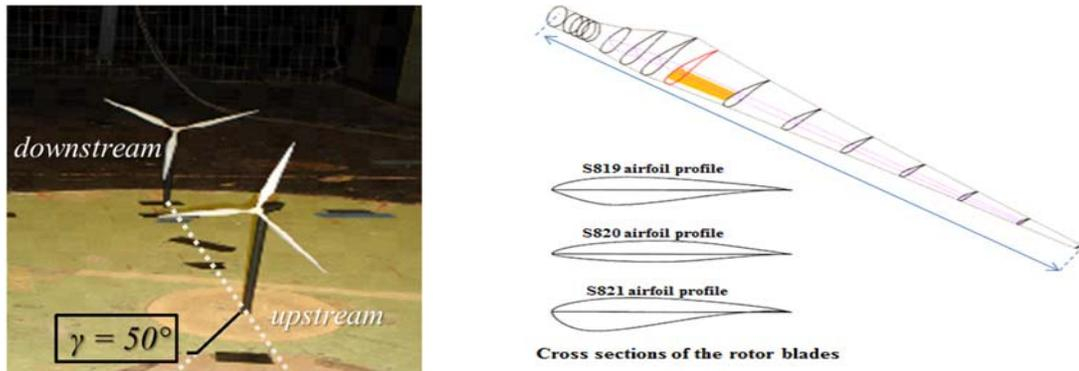 downstream
upstream
γ = 50°
S819 airfoil profile
S820 airfoil profile
S821 airfoil profile
Cross sections of the rotor blades